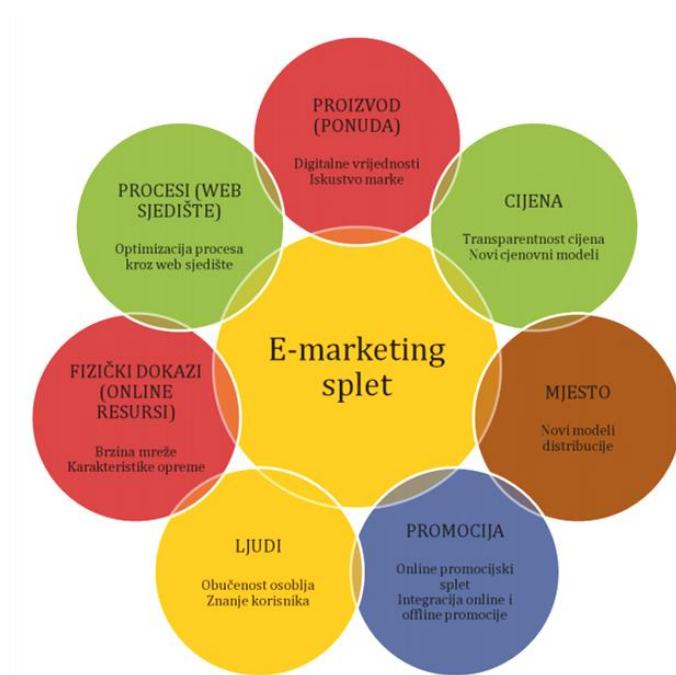 PROIZVOD
(PONUDA)
Digitalne vrijednosti
Iskustvo marke
CIJENA
Transparentnost cijena
Novi cjenovni modeli
MJESTO
Novi modeli
distribucije
PROMOCIJA
Online promocijski
splet
Integracija online i
offline promocije
LJUDI
Obučenost osoblja
Znanje korisnika
FIZIČKI DOKAZI
(ONLINE
RESURSI)
Brzina mreže
Karakteristike opreme
PROCESI (WEB
SJEDIŠTE)
Optimizacija procesa
kroz web sjedište
E-marketing
splet